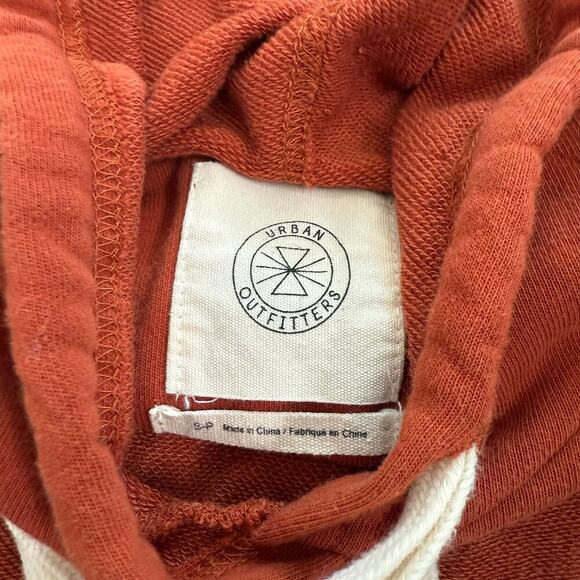 URBAN
OUTFITTERS
S-P Made in China / Fabriqué en Chine